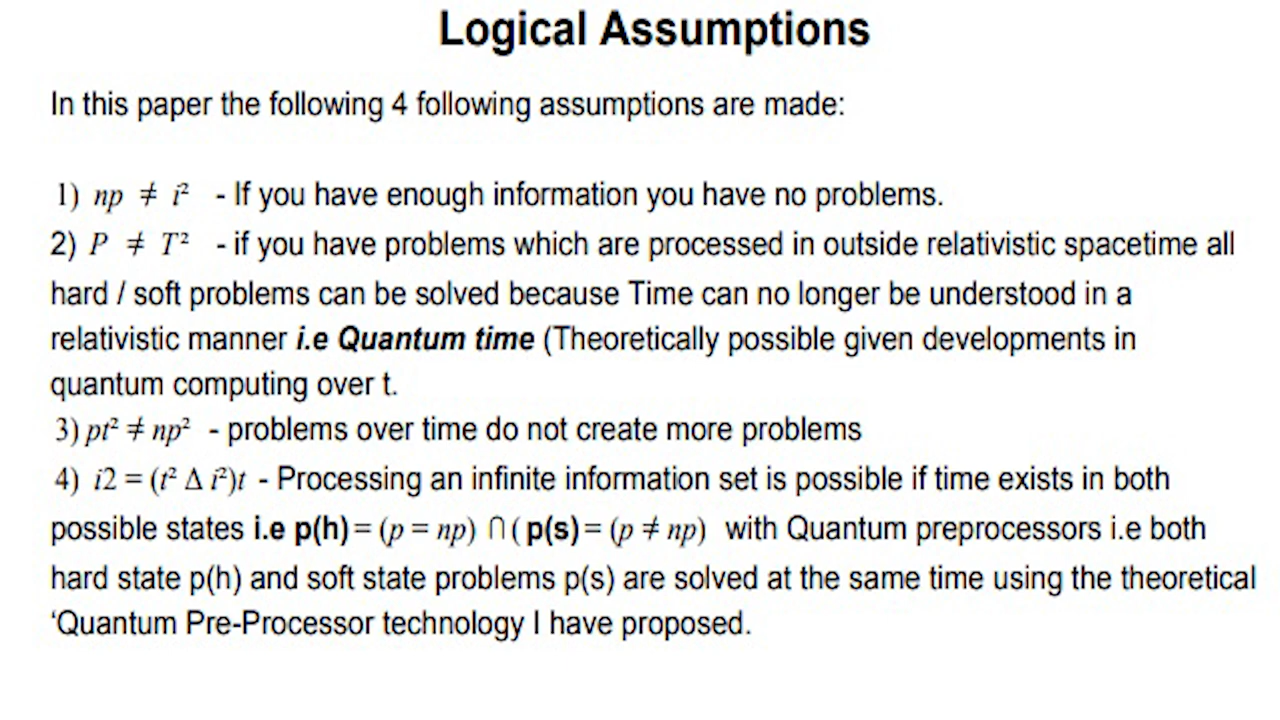 Logical Assumptions
In this paper the following 4 following assumptions are made:
1) np ≠ i² - If you have enough information you have no problems.
2) P ≠ T² - if you have problems which are processed in outside relativistic spacetime all
hard / soft problems can be solved because Time can no longer be understood in a
relativistic manner i.e Quantum time (Theoretically possible given developments in
quantum computing over t.
3) pt² ≠ np² - problems over time do not create more problems
4) i2 = (t² Δ i²)t - Processing an infinite information set is possible if time exists in both
possible states i.e p(h) = (p = np) ∩ ( p(s) = (p ≠ np) with Quantum preprocessors i.e both
hard state p(h) and soft state problems p(s) are solved at the same time using the theoretical
‘Quantum Pre-Processor technology I have proposed.